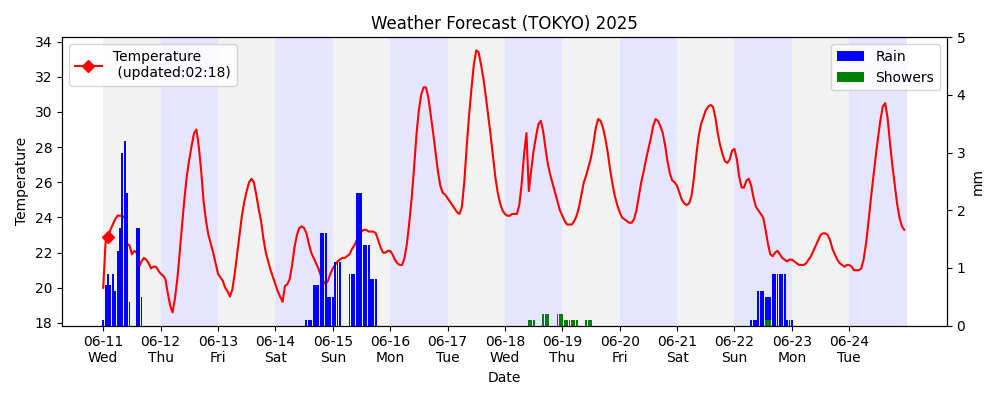 Weather Forecast (TOKYO) 2025
Temperature
(updated:02:18)
Rain
Showers
34
32
30
28
26
24
22
20
18
Temperature
5
4
3
2
1
0
mm
06-11 06-12 06-13 06-14 06-15 06-16 06-17 06-18 06-19 06-20 06-21 06-22 06-23 06-24
Wed Thu Fri Sat Sun Mon Tue Wed Thu Fri Sat Sun Mon Tue
Date